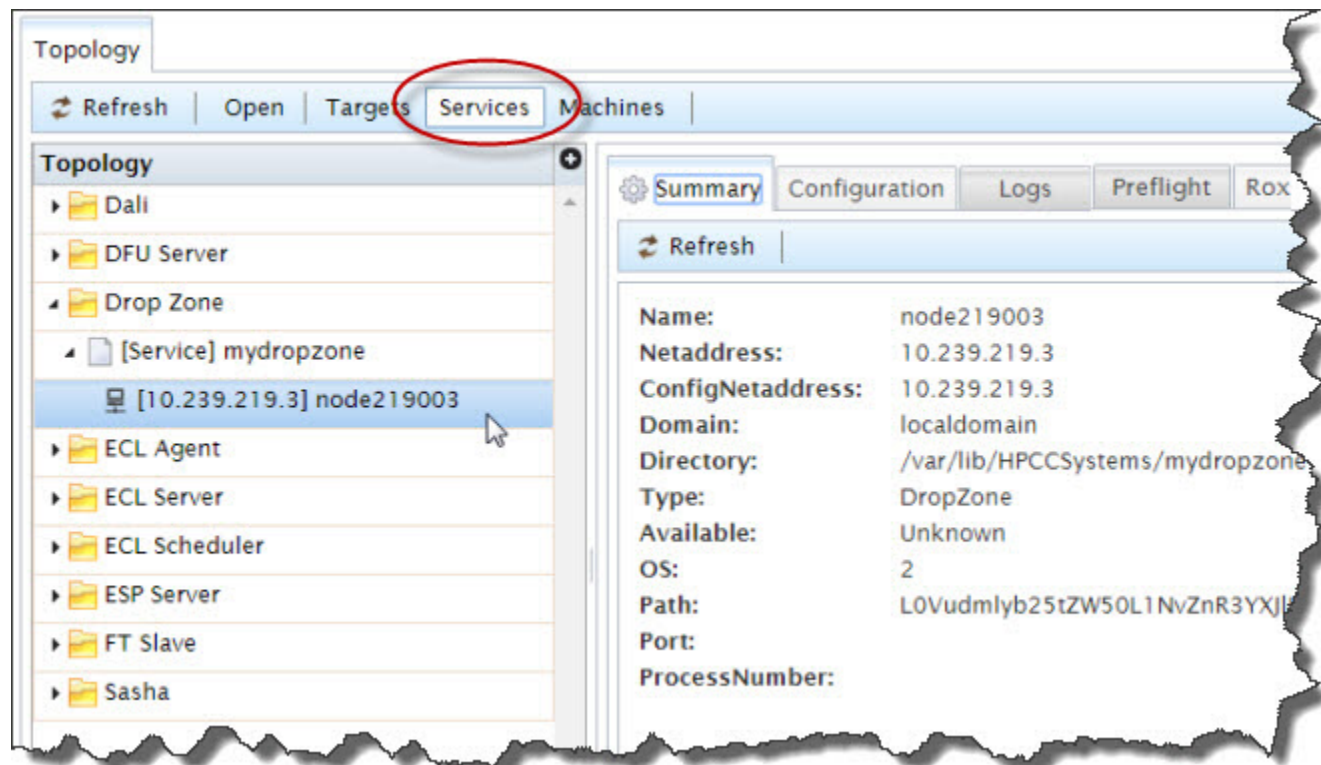 Topology
Refresh Open Targets Services Machines
Topology
Dali
DFU Server
Drop Zone
[Service] mydropzone
[10.239.219.3] node219003
ECL Agent
ECL Server
ECL Scheduler
ESP Server
FT Slave
Sasha
Summary Configuration Logs Preflight Rox
Refresh
Name: node219003
Netaddress: 10.239.219.3
ConfigNetaddress: 10.239.219.3
Domain: localdomain
Directory: /var/lib/HPCCSystems/mydropzone
Type: DropZone
Available: Unknown
OS: 2
Path: L0Vudmlyb25tZW50L1NvZnR3YXJl
Port:
ProcessNumber: